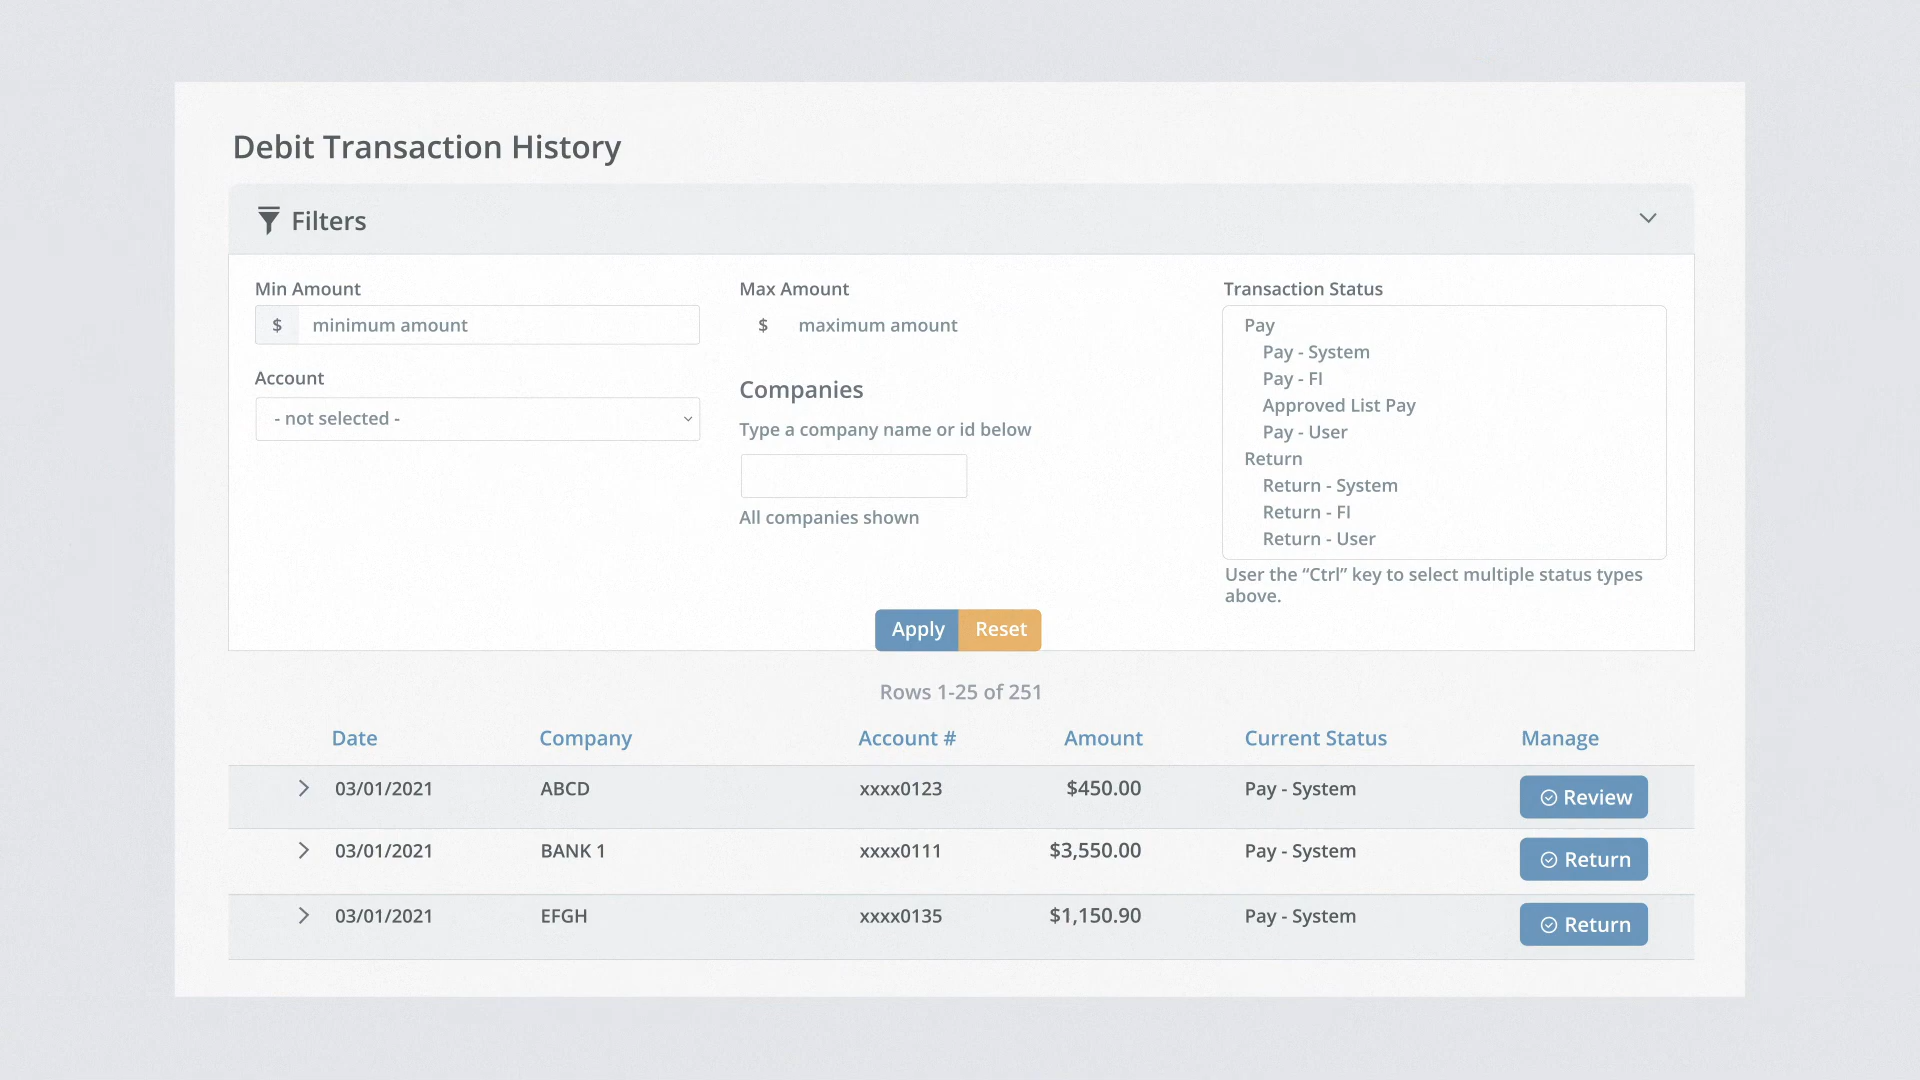 Debit Transaction History
Filters
Min Amount
$ minimum amount
Account
- not selected -
Max Amount
$ maximum amount
Companies
Type a company name or id below
All companies shown
Transaction Status
Pay
Pay - System
Pay - FI
Approved List Pay
Pay - User
Return
Return - System
Return - FI
Return - User
User the “Ctrl” key to select multiple status types
above.
Apply Reset
Rows 1-25 of 251
Date Company Account # Amount Current Status Manage
03/01/2021 ABCD xxxx0123 $450.00 Pay - System Review
03/01/2021 BANK 1 xxxx0111 $3,550.00 Pay - System Return
03/01/2021 EFGH xxxx0135 $1,150.90 Pay - System Return